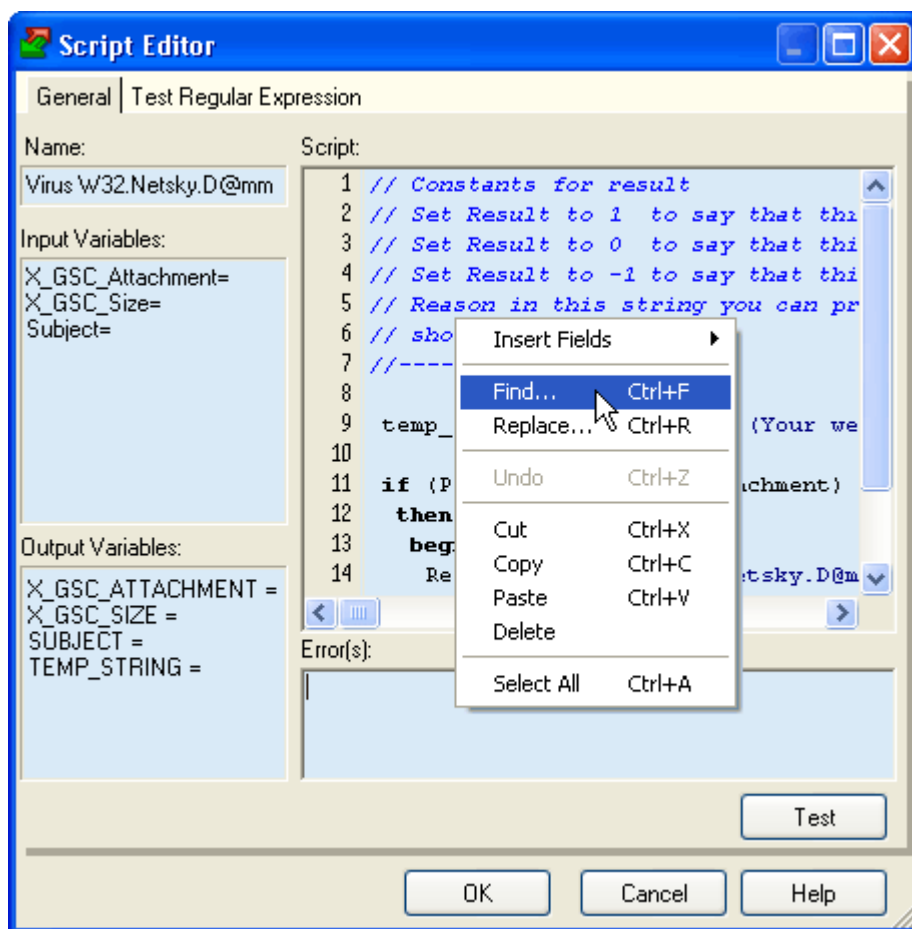 Script Editor
General
Test Regular Expression
Name:
Virus W32.Netsky.D@mm
Input Variables:
X_GSC_Attachment=
X_GSC_Size=
Subject=
Output Variables:
X_GSC_ATTACHMENT =
X_GSC_SIZE =
SUBJECT =
TEMP_STRING =
Script:
1 // Constants for result
2 // Set Result to 1 to say that thi
3 // Set Result to 0 to say that thi
4 // Set Result to -1 to say that thi
5 // Reason in this string you can pr
6 // sho
7 //----
8
9 temp_ (Your we
10
11 if (P achment)
12 then
13 beg
14 Re tsky.D@m
Insert Fields
Find... Ctrl+F
Replace... Ctrl+R
Undo Ctrl+Z
Cut Ctrl+X
Copy Ctrl+C
Paste Ctrl+V
Delete
Select All Ctrl+A
Error(s):
Test
OK
Cancel
Help